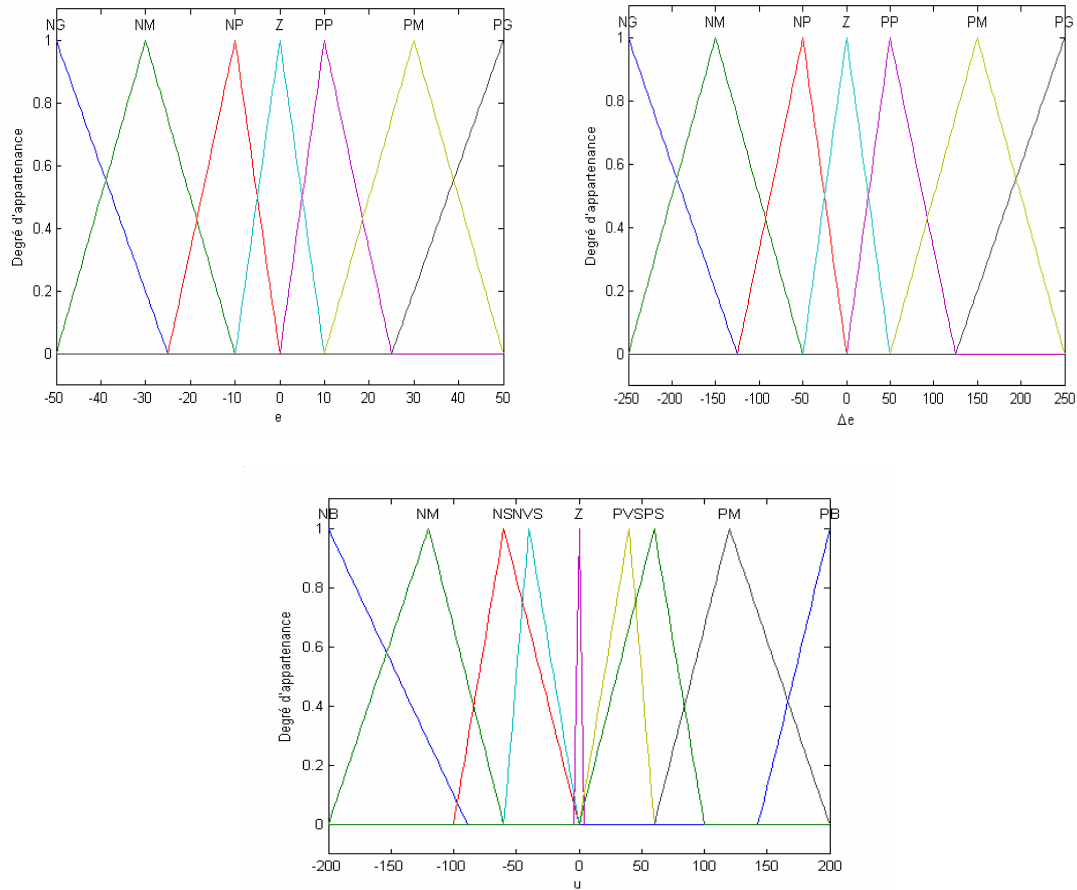 NG NM NP Z PP PM PG
1
0.8
0.6
0.4
0.2
0
Degré d'appartenance
-50 -40 -30 -20 -10 0 10 20 30 40 50
e
NG NM NP Z PP PM PG
1
0.8
0.6
0.4
0.2
0
Degré d'appartenance
-250 -200 -150 -100 -50 0 50 100 150 200 250
Δe
NB NM NS NVS Z PVS PS PM PB
1
0.8
0.6
0.4
0.2
0
Degré d'appartenance
-200 -150 -100 -50 0 50 100 150 200
u